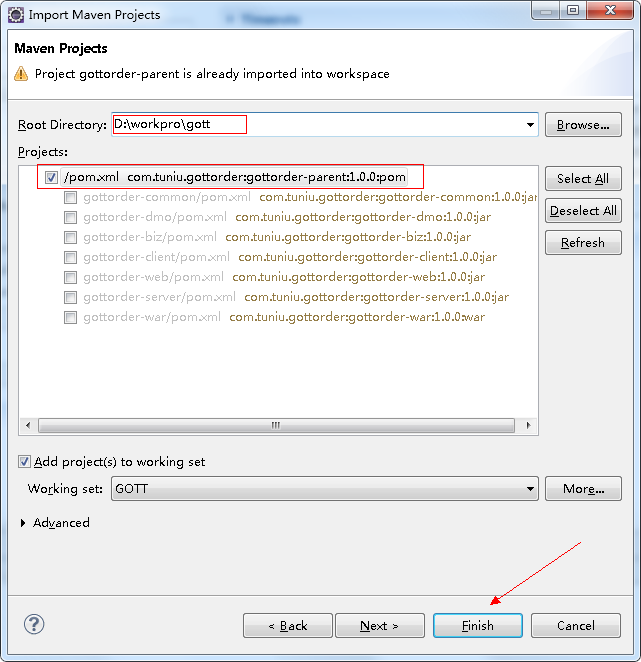 Import Maven Projects
Maven Projects
Project gottorder-parent is already imported into workspace
Root Directory: D:\workpro\gott Browse...
Projects:
/pom.xml com.tuniu.gottorder:gottorder-parent:1.0.0:pom Select All
gottorder-common/pom.xml com.tuniu.gottorder:gottorder-common:1.0.0:jar
gottorder-dmo/pom.xml com.tuniu.gottorder:gottorder-dmo:1.0.0:jar Deselect All
gottorder-biz/pom.xml com.tuniu.gottorder:gottorder-biz:1.0.0:jar Refresh
gottorder-client/pom.xml com.tuniu.gottorder:gottorder-client:1.0.0:jar
gottorder-web/pom.xml com.tuniu.gottorder:gottorder-web:1.0.0:jar
gottorder-server/pom.xml com.tuniu.gottorder:gottorder-server:1.0.0:jar
gottorder-war/pom.xml com.tuniu.gottorder:gottorder-war:1.0.0:war
Add project(s) to working set
Working set: GOTT More...
Advanced
? < Back Next > Finish Cancel